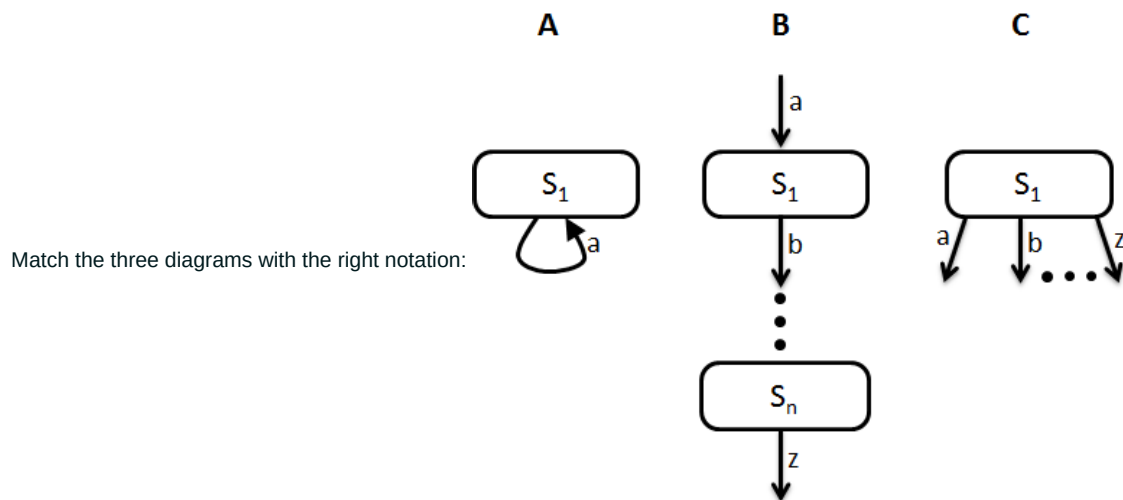 A B C
a
S1 S1 S1
a b a b z
Match the three diagrams with the right notation:
Sn
z